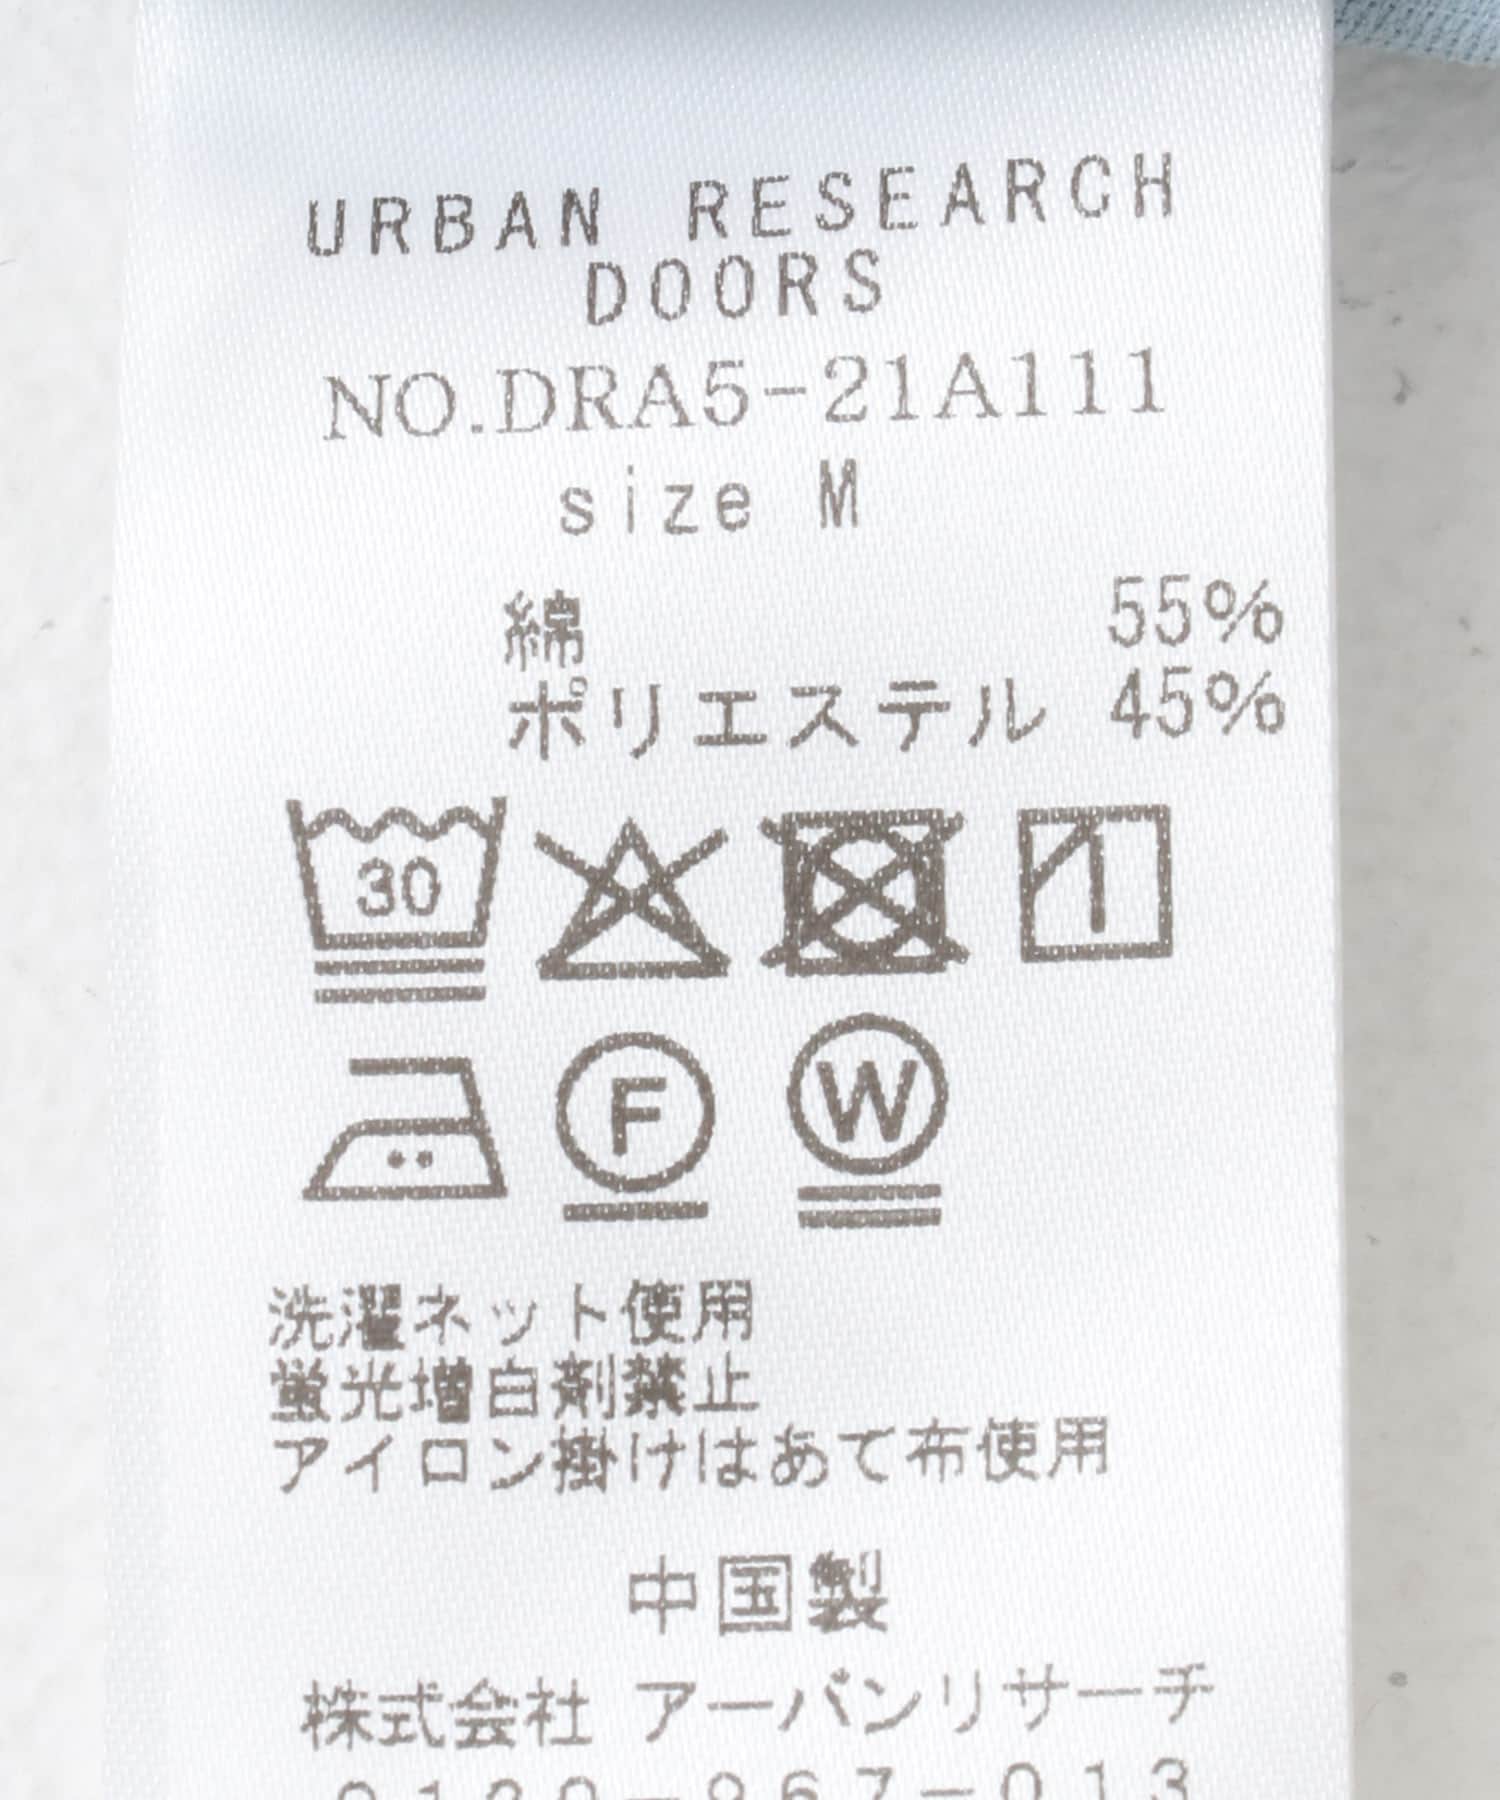 URBAN RESEARCH
DOORS
NO.DRA5-21A111
size M
綿 55%
ポリエステル 45%
30
F W
洗濯ネット使用
蛍光増白剤禁止
アイロン掛けはあて布使用
中国製
株式会社 アーバンリサーチ
0120-967-013